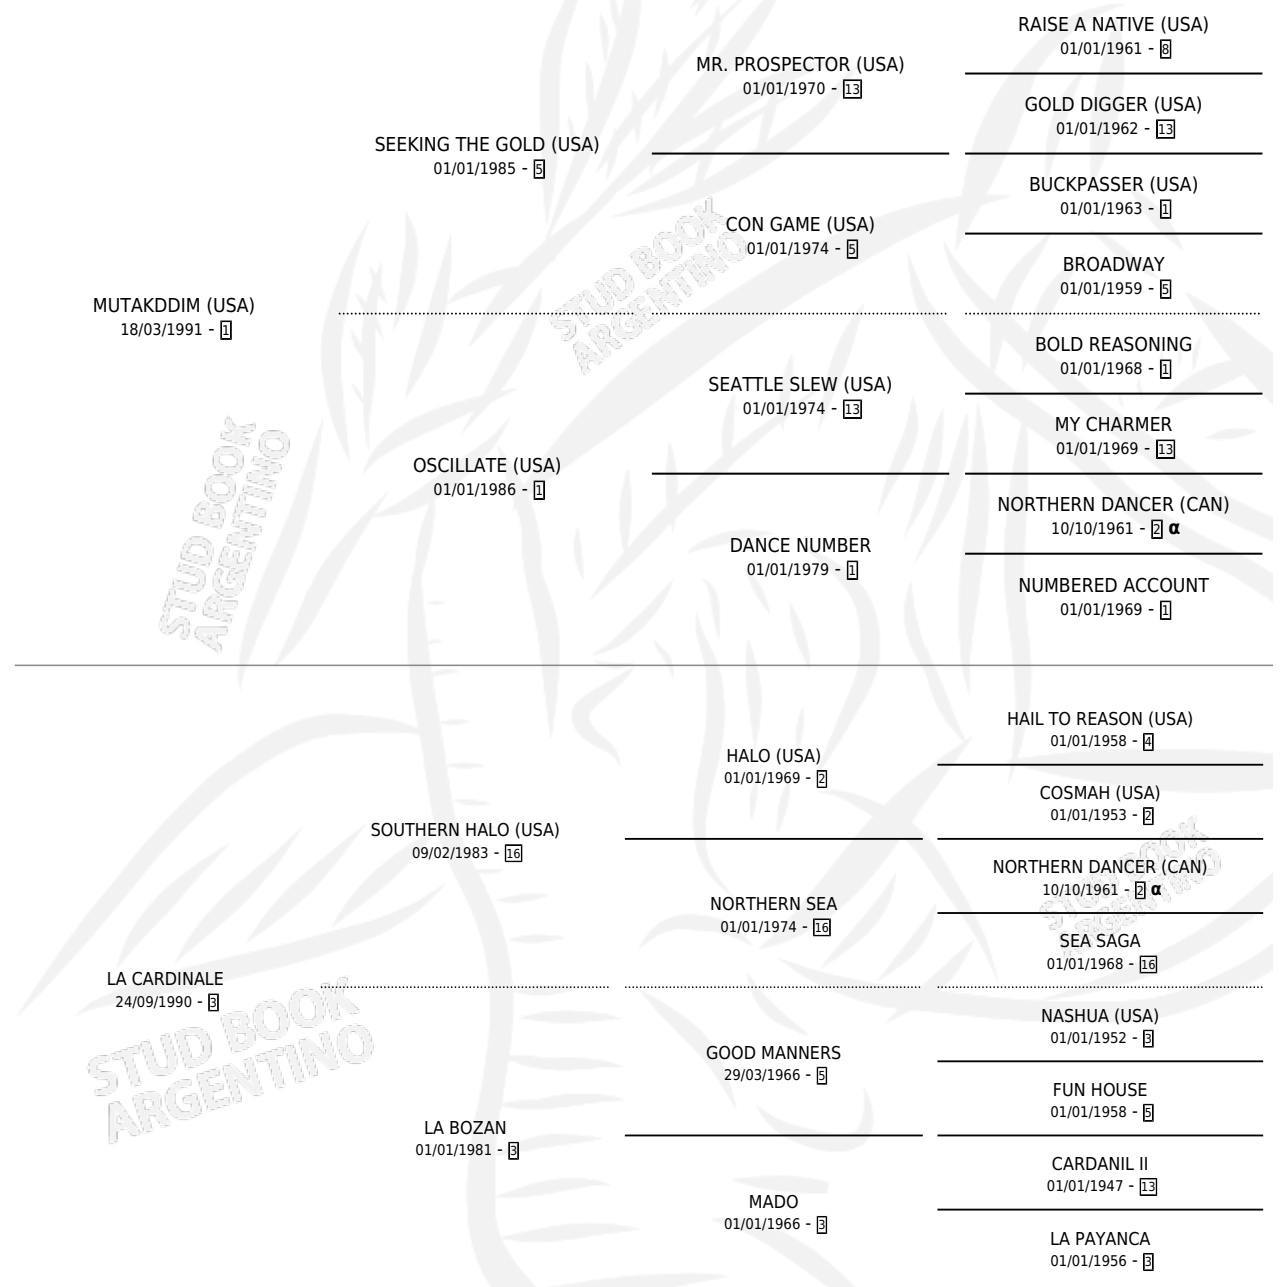 RAISE A NATIVE (USA)
01/01/1961 - 8
MR. PROSPECTOR (USA)
01/01/1970 - 13
GOLD DIGGER (USA)
01/01/1962 - 13
SEEKING THE GOLD (USA)
01/01/1985 - 5
BUCKPASSER (USA)
01/01/1963 - 1
CON GAME (USA)
01/01/1974 - 5
BROADWAY
01/01/1959 - 5
MUTAKDDIM (USA)
18/03/1991 - 1
STUD BOOK
ARGENTINO
BOLD REASONING
01/01/1968 - 1
SEATTLE SLEW (USA)
01/01/1974 - 13
MY CHARMER
01/01/1969 - 13
OSCILLATE (USA)
01/01/1986 - 1
STUD BOOK
ARGENTINO
NORTHERN DANCER (CAN)
10/10/1961 - 2 α
DANCE NUMBER
01/01/1979 - 1
NUMBERED ACCOUNT
01/01/1969 - 1
HAIL TO REASON (USA)
01/01/1958 - 4
HALO (USA)
01/01/1969 - 2
COSMAH (USA)
01/01/1953 - 2
SOUTHERN HALO (USA)
09/02/1983 - 16
STUD BOOK
ARGENTINO
NORTHERN DANCER (CAN)
10/10/1961 - 2 α
NORTHERN SEA
01/01/1974 - 16
SEA SAGA
01/01/1968 - 16
LA CARDINALE
24/09/1990 - 3
STUD BOOK
ARGENTINO
NASHUA (USA)
01/01/1952 - 3
GOOD MANNERS
29/03/1966 - 5
FUN HOUSE
01/01/1958 - 5
LA BOZAN
01/01/1981 - 3
CARDANIL II
01/01/1947 - 13
MADO
01/01/1966 - 3
LA PAYANCA
01/01/1956 - 3